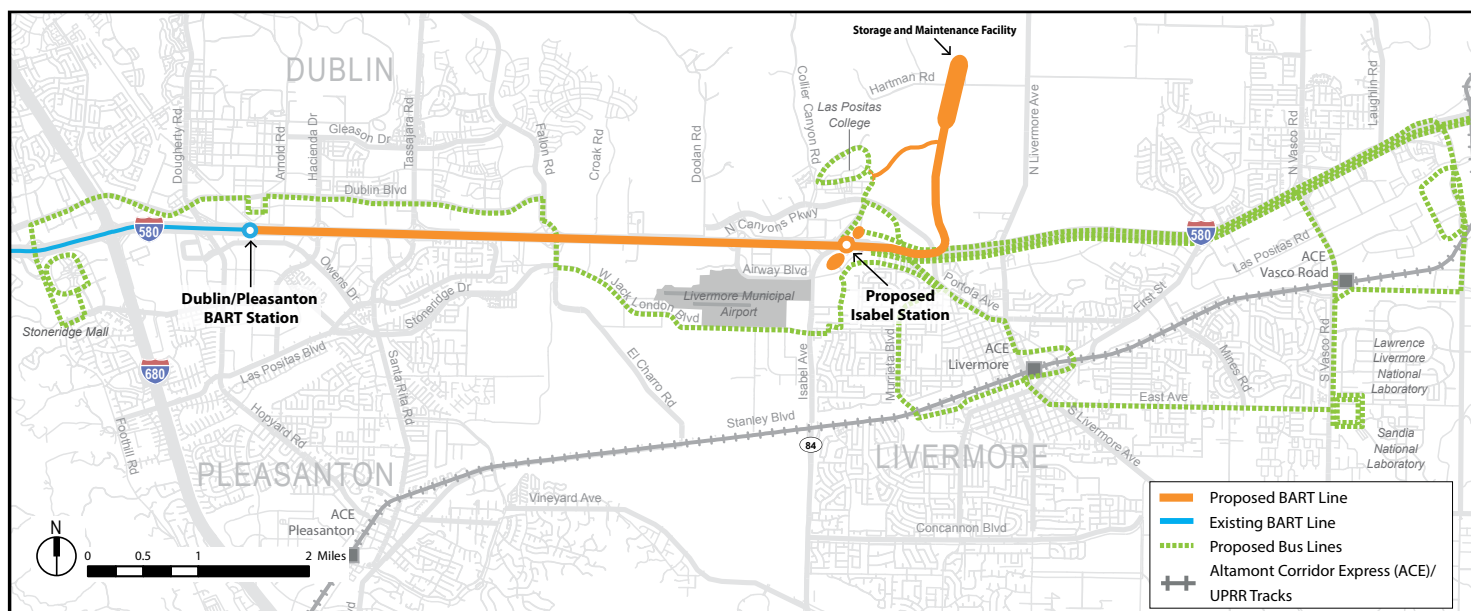 Storage and Maintenance Facility
DUBLIN
Hartman Rd
Collier Canyon Rd
Las Positas
College
N Livermore Ave
N Vasco Rd
Laughlin Rd
Dougherty Rd
Arnold Rd
Hacienda Dr
Gleason Dr
Tassajara Rd
Fallon Rd
Croak Rd
Doolan Rd
Dublin Blvd
N Canyons Pkwy
580
580
Las Positas Rd
ACE
Vasco Road
Airway Blvd
Owens Dr
Stoneridge Dr
W Jack London Blvd
Livermore Municipal
Airport
Dublin/Pleasanton
BART Station
Proposed
Isabel Station
Portola Ave
First St
Stoneridge Mall
680
Las Positas Blvd
Santa Rita Rd
El Charro Rd
Isabel Ave
Murrieta Blvd
ACE
Livermore
Mines Rd
S Vasco Rd
Lawrence
Livermore
National
Laboratory
East Ave
Hopyard Rd
Foothill Rd
Stanley Blvd
84
S Livermore Ave
Sandia
National
Laboratory
PLEASANTON
LIVERMORE
Vineyard Ave
ACE
Pleasanton
Concannon Blvd
N
0 0.5 1 2 Miles
Proposed BART Line
Existing BART Line
Proposed Bus Lines
Altamont Corridor Express (ACE)/
UPRR Tracks